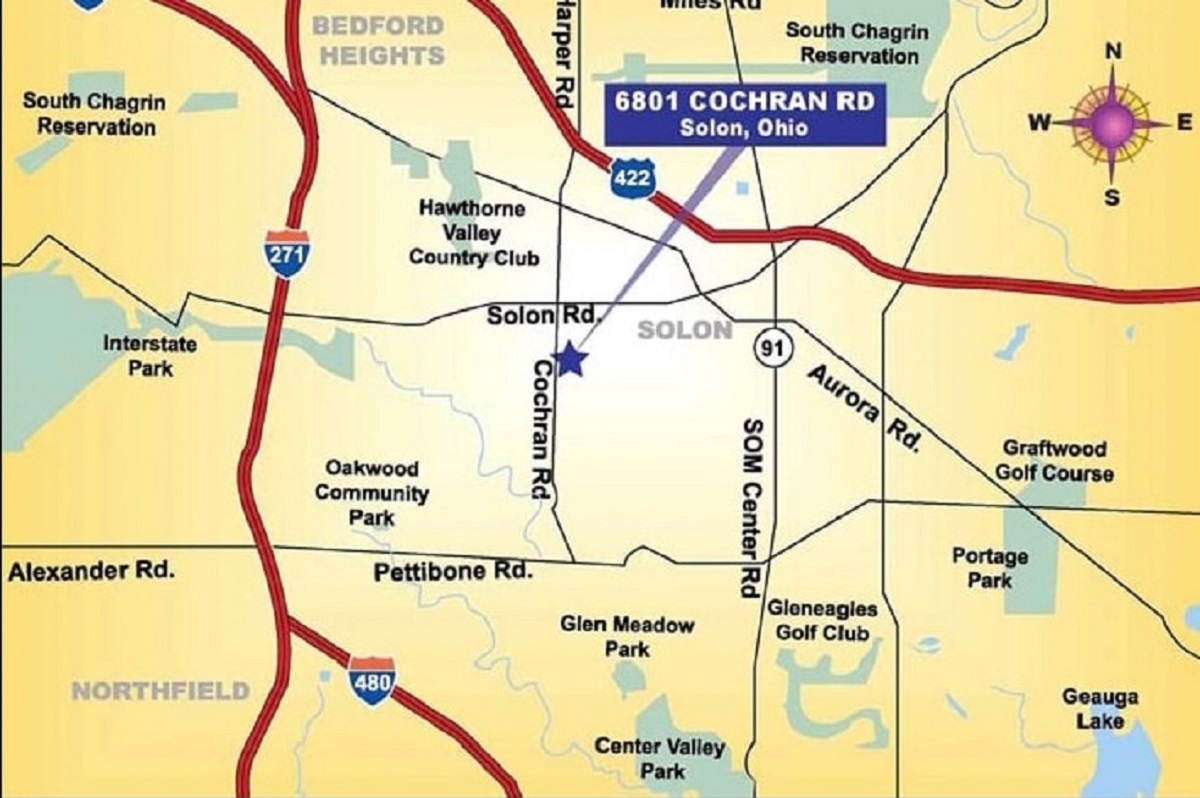 Miles Rd
Harper Rd
BEDFORD
HEIGHTS
South Chagrin
Reservation
N
W
E
S
South Chagrin
Reservation
6801 COCHRAN RD
Solon, Ohio
422
Hawthorne
Valley
Country Club
271
Solon Rd.
SOLON
Interstate
Park
91
Cochran Rd
Aurora Rd.
SOM Center Rd
Graftwood
Golf Course
Oakwood
Community
Park
Portage
Park
Alexander Rd.
Pettibone Rd.
Gleneagles
Golf Club
Glen Meadow
Park
NORTHFIELD
480
Geauga
Lake
Center Valley
Park